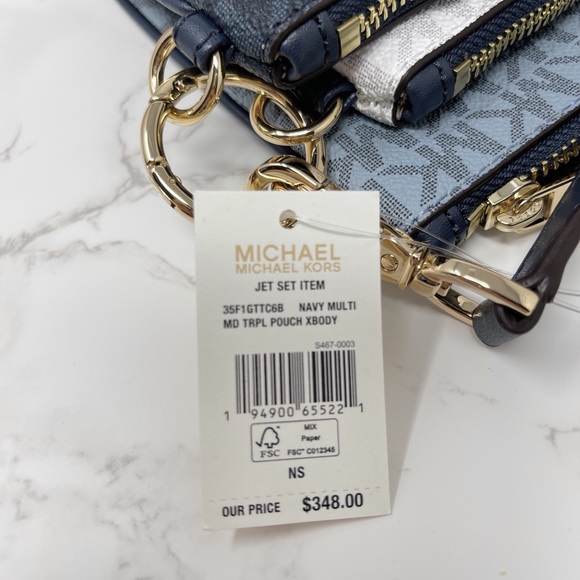 MICHAEL
MICHAEL KORS
JET SET ITEM
35F1GTTC6B NAVY MULTI
MD TRPL POUCH XBODY
S467-0003
1 94900 65522 1
FSC
MIX
Paper
FSC™ C012345
NS
OUR PRICE $348.00